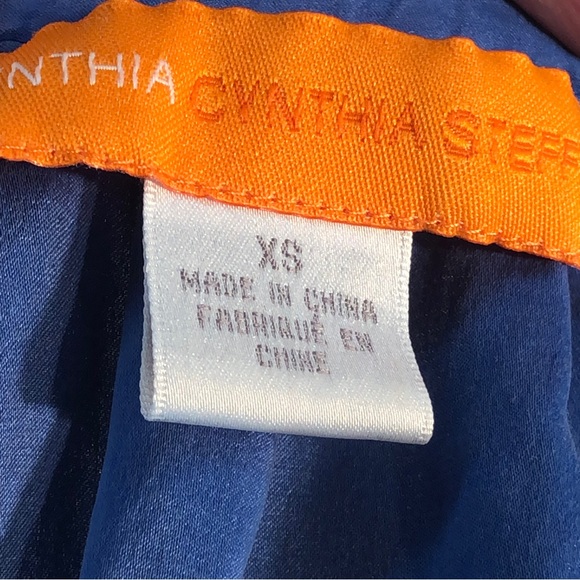 NTHIA CYNTHIA STEFF
XS
MADE IN CHINA
FABRIQUÉ EN
CHINE